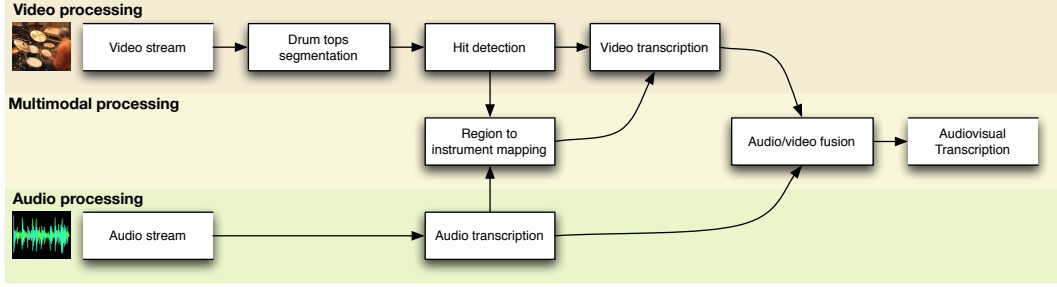 Video processing
Video stream
Drum tops
segmentation
Hit detection
Video transcription
Multimodal processing
Region to
instrument mapping
Audio/video fusion
Audiovisual
Transcription
Audio processing
Audio stream
Audio transcription